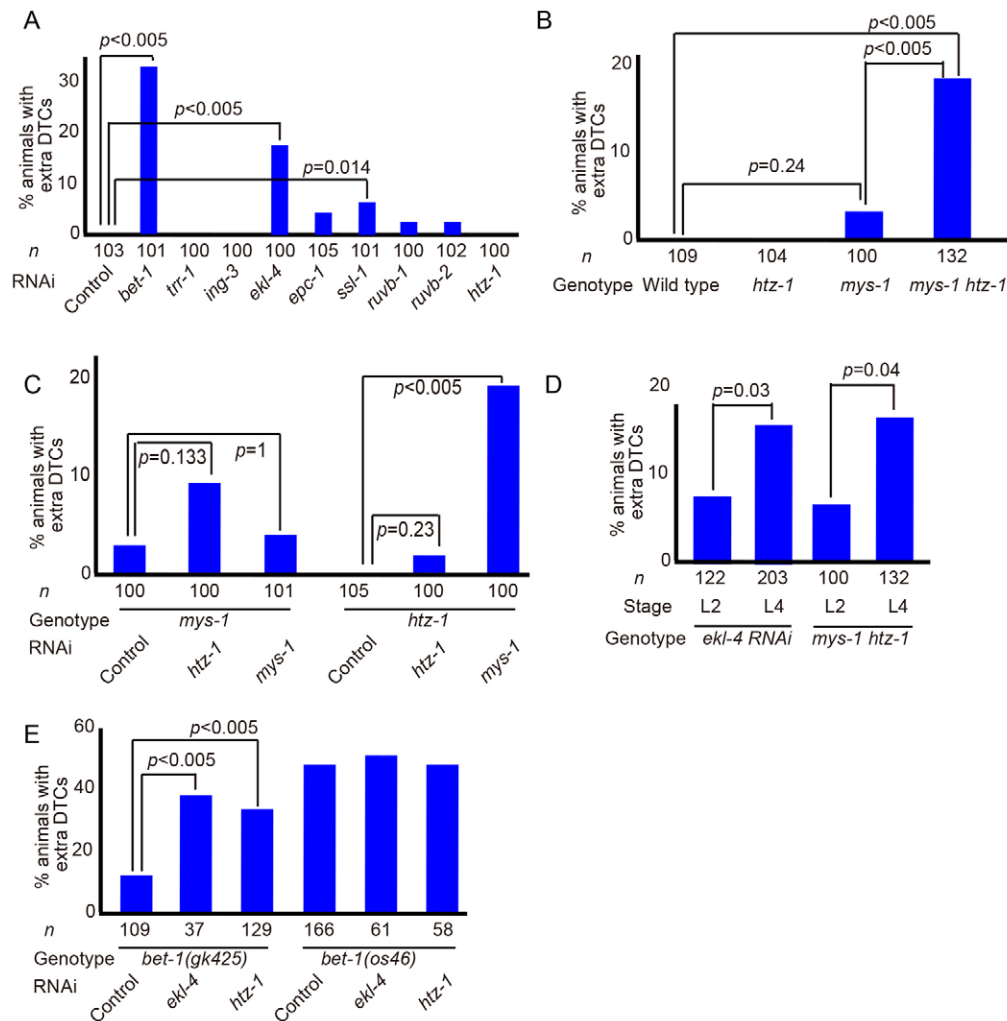 A
p<0.005
p<0.005
p=0.014
% animals with
extra DTCs
30
20
10
0
n 103 101 100 100 100 105 101 100 102 100
RNAi Control bet-1 trr-1 ing-3 ekl-4 epc-1 ssl-1 ruvb-1 ruvb-2 htz-1
B
p<0.005
p<0.005
p=0.24
% animals with
extra DTCs
20
10
0
n 109 104 100 132
Genotype Wild type htz-1 mys-1 mys-1 htz-1
C
p<0.005
p=0.133
p=1
p=0.23
% animals with
extra DTCs
20
10
0
n 100 100 101 105 100 100
Genotype mys-1 htz-1
RNAi Control htz-1 mys-1 Control htz-1 mys-1
D
p=0.03
p=0.04
% animals with
extra DTCs
20
10
0
n 122 203 100 132
Stage L2 L4 L2 L4
Genotype ekl-4 RNAi mys-1 htz-1
E
p<0.005
p<0.005
% animals with
extra DTCs
60
40
20
0
n 109 37 129 166 61 58
Genotype bet-1(gk425) bet-1(os46)
RNAi Control ekl-4 htz-1 Control ekl-4 htz-1